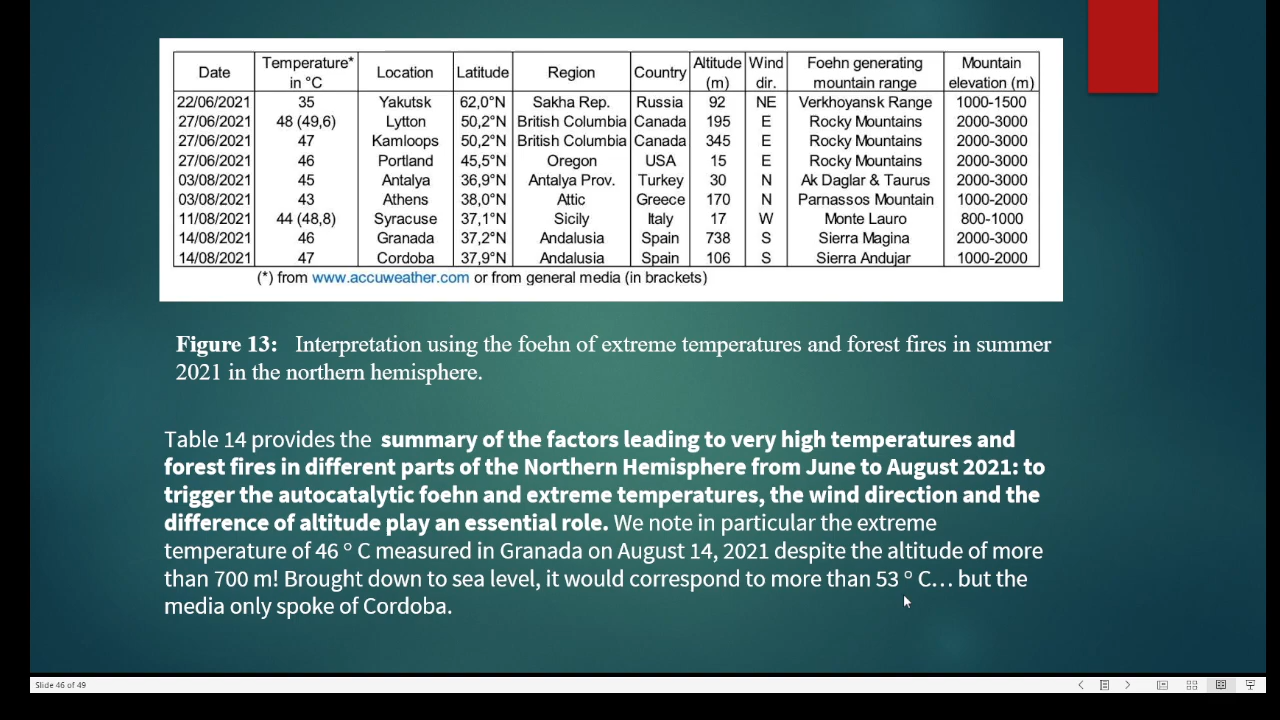 Date Temperature* in °C Location Latitude Region Country Altitude (m) Wind dir. Foehn generating mountain range Mountain elevation (m)
22/06/2021 35 Yakutsk 62,0°N Sakha Rep. Russia 92 NE Verkhoyansk Range 1000-1500
27/06/2021 48 (49,6) Lytton 50,2°N British Columbia Canada 195 E Rocky Mountains 2000-3000
27/06/2021 47 Kamloops 50,2°N British Columbia Canada 345 E Rocky Mountains 2000-3000
27/06/2021 46 Portland 45,5°N Oregon USA 15 E Rocky Mountains 2000-3000
03/08/2021 45 Antalya 36,9°N Antalya Prov. Turkey 30 N Ak Daglar & Taurus 2000-3000
03/08/2021 43 Athens 38,0°N Attic Greece 170 N Parnassos Mountain 1000-2000
11/08/2021 44 (48,8) Syracuse 37,1°N Sicily Italy 17 W Monte Lauro 800-1000
14/08/2021 46 Granada 37,2°N Andalusia Spain 738 S Sierra Magina 2000-3000
14/08/2021 47 Cordoba 37,9°N Andalusia Spain 106 S Sierra Andujar 1000-2000
(*) from www.accuweather.com or from general media (in brackets)
Figure 13: Interpretation using the foehn of extreme temperatures and forest fires in summer
2021 in the northern hemisphere.
Table 14 provides the summary of the factors leading to very high temperatures and
forest fires in different parts of the Northern Hemisphere from June to August 2021: to
trigger the autocatalytic foehn and extreme temperatures, the wind direction and the
difference of altitude play an essential role. We note in particular the extreme
temperature of 46 ° C measured in Granada on August 14, 2021 despite the altitude of more
than 700 m! Brought down to sea level, it would correspond to more than 53 ° C… but the
media only spoke of Cordoba.
Slide 46 of 49